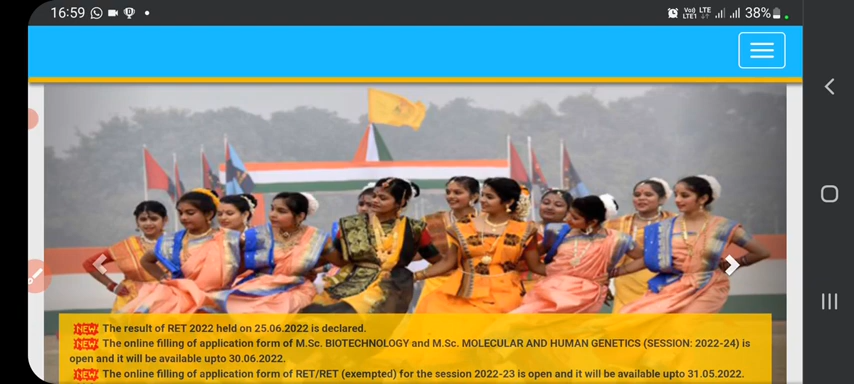 16:59
Vo)) LTE
LTE1
38%
NEW The result of RET 2022 held on 25.06.2022 is declared.
NEW The online filling of application form of M.Sc. BIOTECHNOLOGY and M.Sc. MOLECULAR AND HUMAN GENETICS (SESSION: 2022-24) is
open and it will be available upto 30.06.2022.
NEW The online filling of application form of RET/RET (exempted) for the session 2022-23 is open and it will be available upto 31.05.2022.